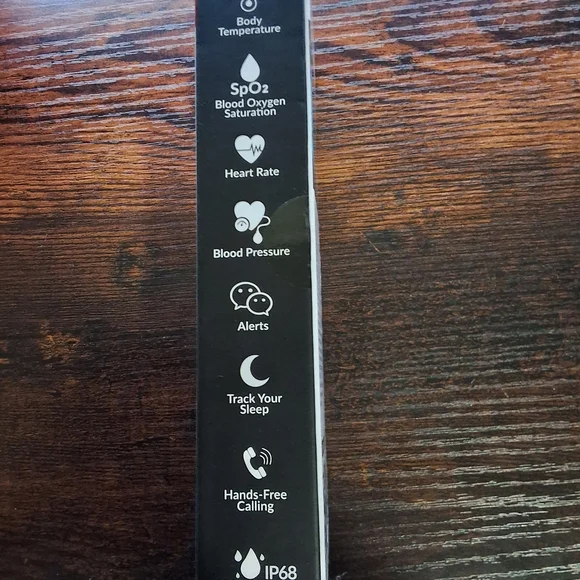 Body
Temperature
SpO2
Blood Oxygen
Saturation
Heart Rate
Blood Pressure
Alerts
Track Your
Sleep
Hands-Free
Calling
IP68